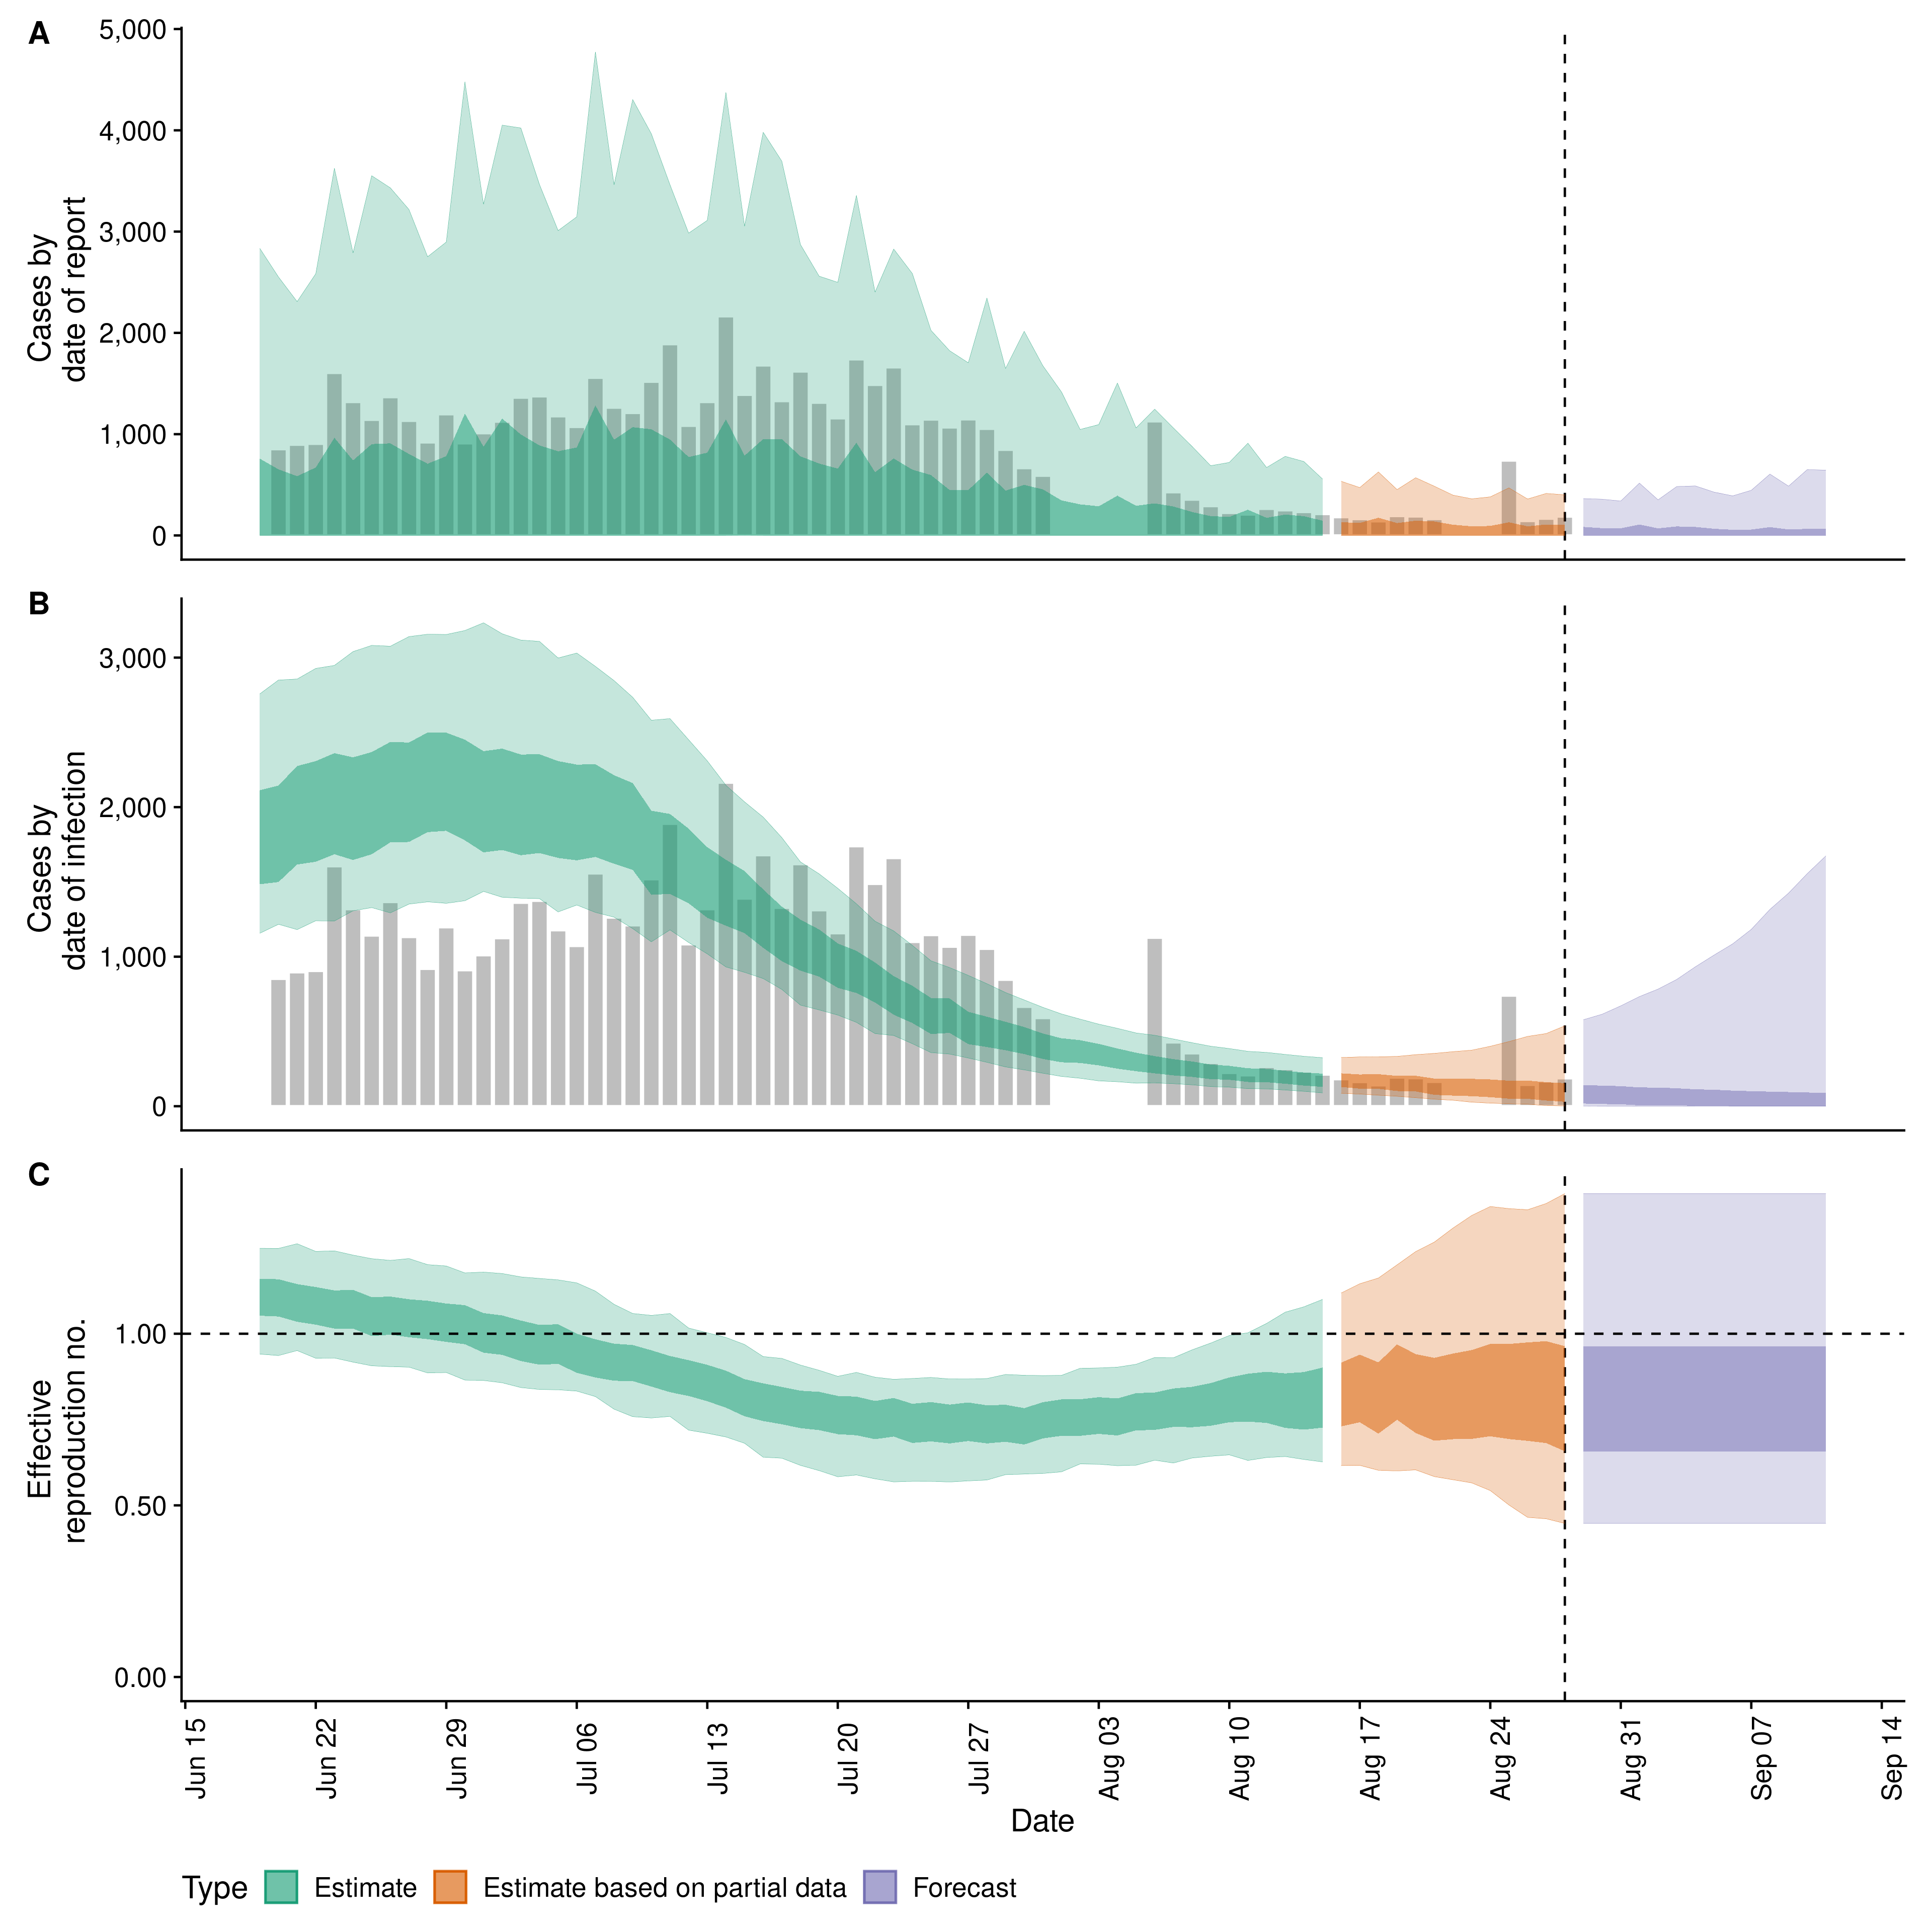 A
Cases by
date of report
5,000
4,000
3,000
2,000
1,000
0
B
Cases by
date of infection
3,000
2,000
1,000
0
C
Effective
reproduction no.
1.00
0.50
0.00
Jun 15
Jun 22
Jun 29
Jul 06
Jul 13
Jul 20
Jul 27
Aug 03
Aug 10
Aug 17
Aug 24
Aug 31
Sep 07
Sep 14
Date
Type Estimate Estimate based on partial data Forecast